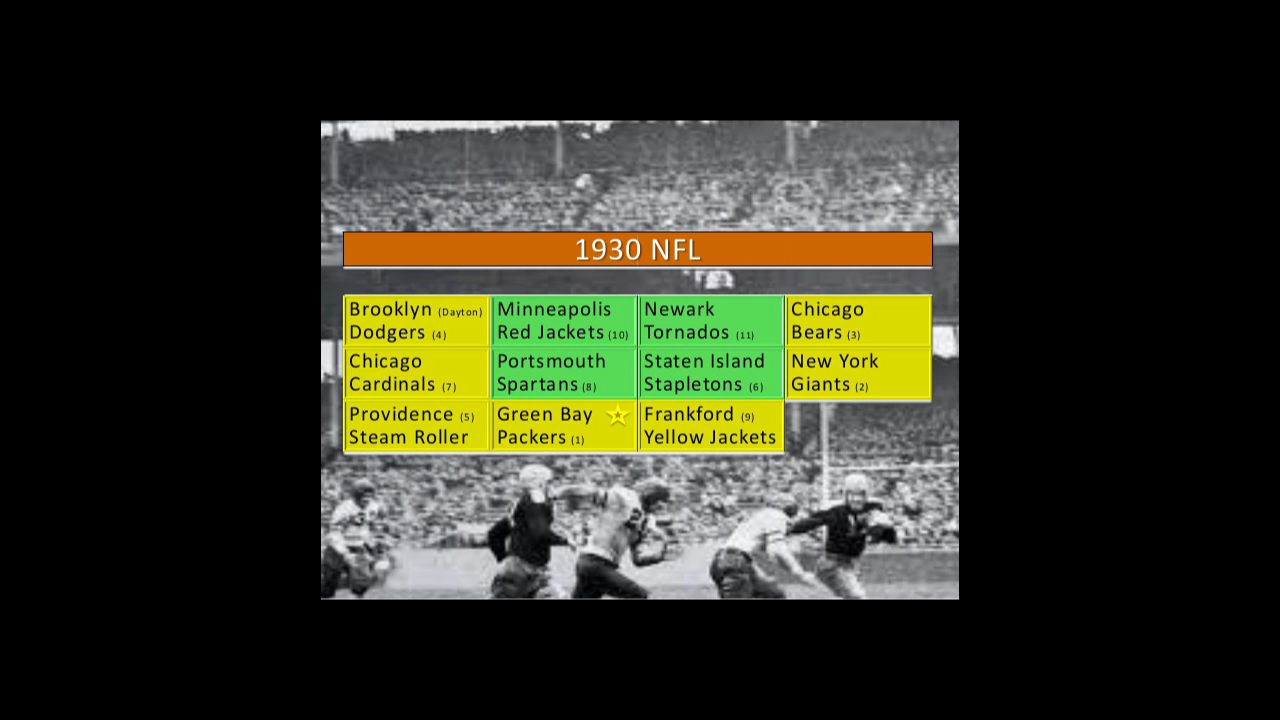 1930 NFL
Brooklyn (Dayton)
Dodgers (4)
Minneapolis
Red Jackets (10)
Newark
Tornados (11)
Chicago
Bears (3)
Chicago
Cardinals (7)
Portsmouth
Spartans (8)
Staten Island
Stapletons (6)
New York
Giants (2)
Providence (5)
Steam Roller
Green Bay
Packers (1)
Frankford (9)
Yellow Jackets